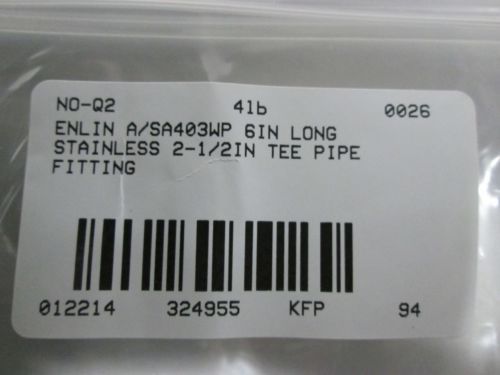 NO-Q2 4lb 0026
ENLIN A/SA403WP 6IN LONG
STAINLESS 2-1/2IN TEE PIPE
FITTING
012214 324955 KFP 94